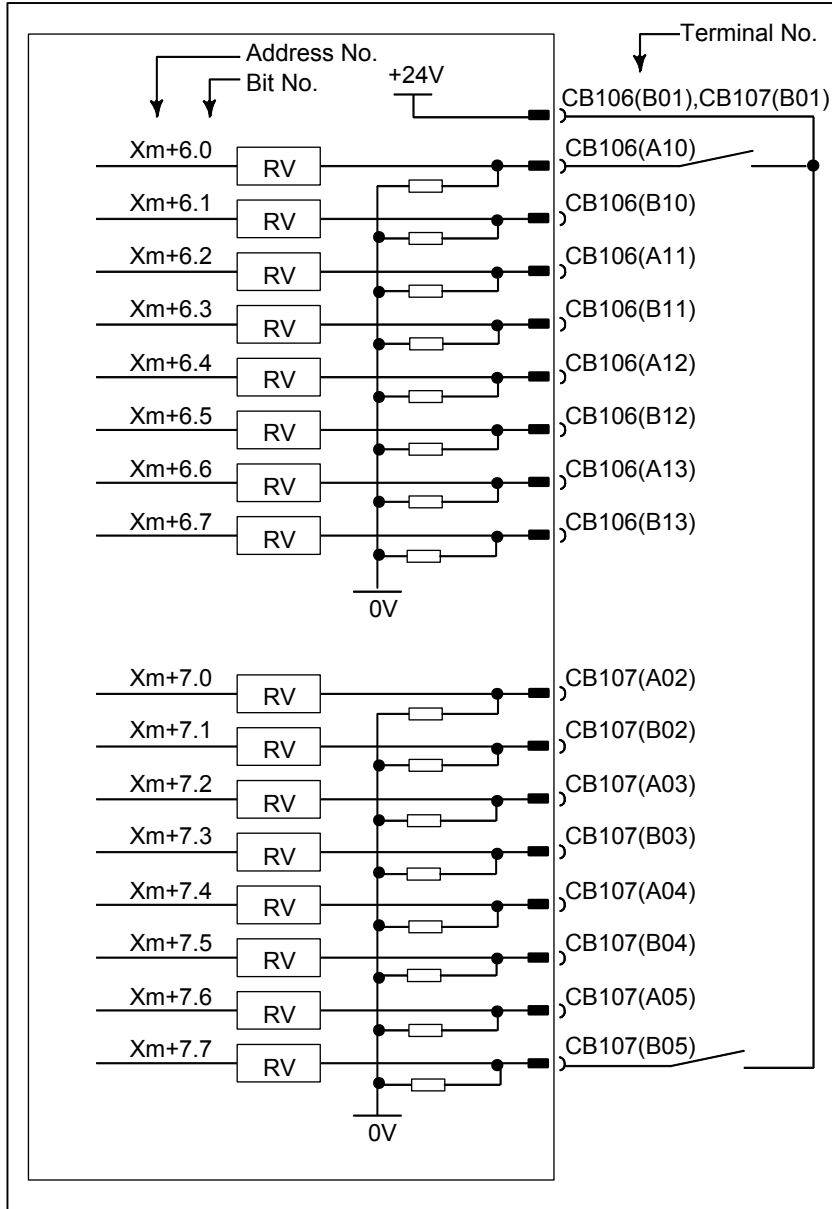 Address No.
Bit No.
+24V
Terminal No.
CB106(B01),CB107(B01)
Xm+6.0 RV CB106(A10)
Xm+6.1 RV CB106(B10)
Xm+6.2 RV CB106(A11)
Xm+6.3 RV CB106(B11)
Xm+6.4 RV CB106(A12)
Xm+6.5 RV CB106(B12)
Xm+6.6 RV CB106(A13)
Xm+6.7 RV CB106(B13)
0V
Xm+7.0 RV CB107(A02)
Xm+7.1 RV CB107(B02)
Xm+7.2 RV CB107(A03)
Xm+7.3 RV CB107(B03)
Xm+7.4 RV CB107(A04)
Xm+7.5 RV CB107(B04)
Xm+7.6 RV CB107(A05)
Xm+7.7 RV CB107(B05)
0V